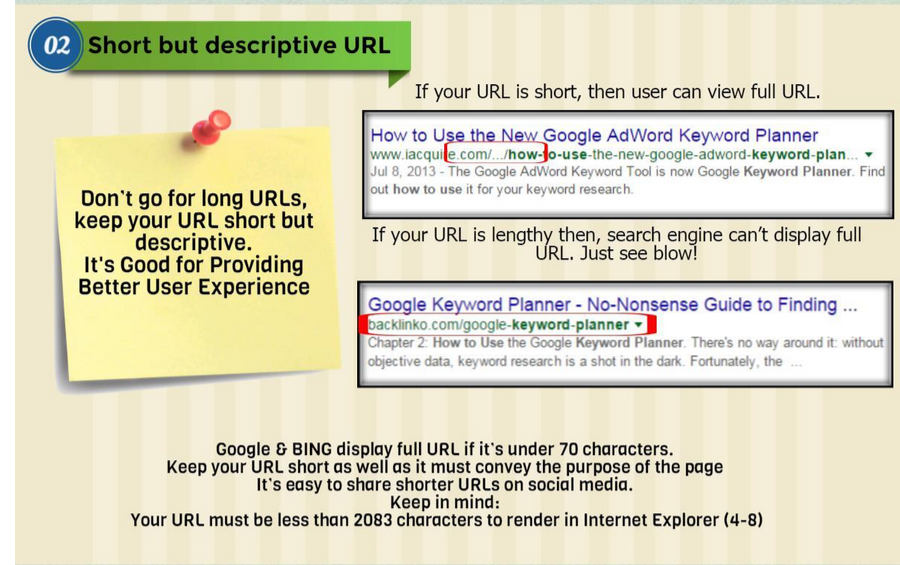 02 Short but descriptive URL
If your URL is short, then user can view full URL.
How to Use the New Google AdWord Keyword Planner
www.iacquire.com/.../how-to-use-the-new-google-adword-keyword-plan...
Jul 8, 2013 - The Google AdWord Keyword Tool is now Google Keyword Planner. Find
out how to use it for your keyword research.
Don't go for long URLs,
keep your URL short but
descriptive.
It's Good for Providing
Better User Experience
If your URL is lengthy then, search engine can't display full
URL. Just see blow!
Google Keyword Planner - No-Nonsense Guide to Finding ...
backlinko.com/google-keyword-planner
Chapter 2: How to Use the Google Keyword Planner. There's no way around it: without
objective data, keyword research is a shot in the dark. Fortunately, the ...
Google & BING display full URL if it's under 70 characters.
Keep your URL short as well as it must convey the purpose of the page
It's easy to share shorter URLs on social media.
Keep in mind:
Your URL must be less than 2083 characters to render in Internet Explorer (4-8)